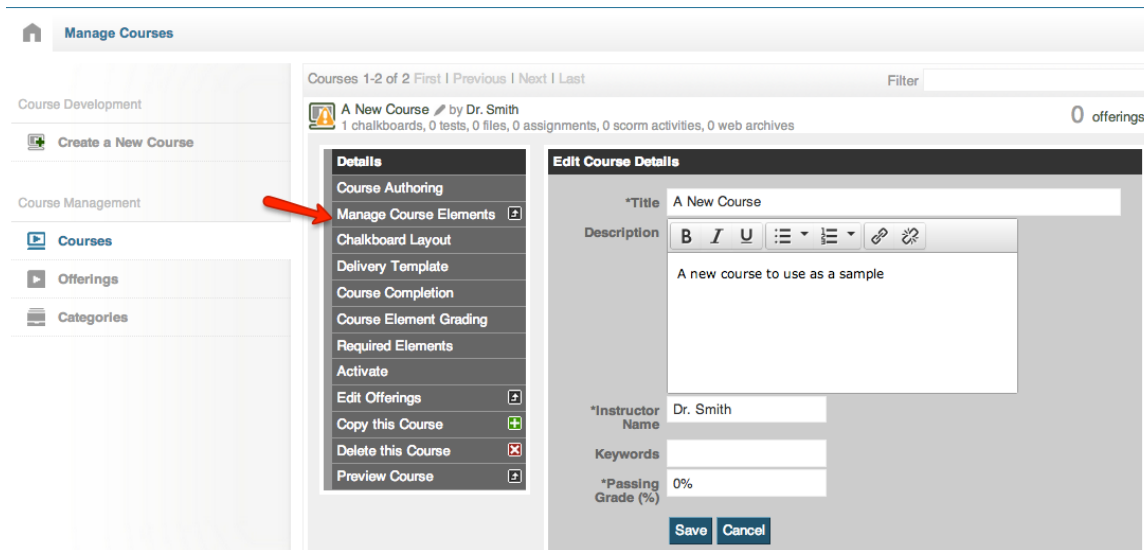 Manage Courses
Course Development
Create a New Course
Course Management
Courses
Offerings
Categories
Courses 1-2 of 2 First | Previous | Next | Last
Filter
A New Course by Dr. Smith
1 chalkboards, 0 tests, 0 files, 0 assignments, 0 scorm activities, 0 web archives
0 offerings
Details
Course Authoring
Manage Course Elements
Chalkboard Layout
Delivery Template
Course Completion
Course Element Grading
Required Elements
Activate
Edit Offerings
Copy this Course
Delete this Course
Preview Course
Edit Course Details
*Title A New Course
Description
B I U
A new course to use as a sample
*Instructor Name Dr. Smith
Keywords
*Passing Grade (%) 0%
Save Cancel